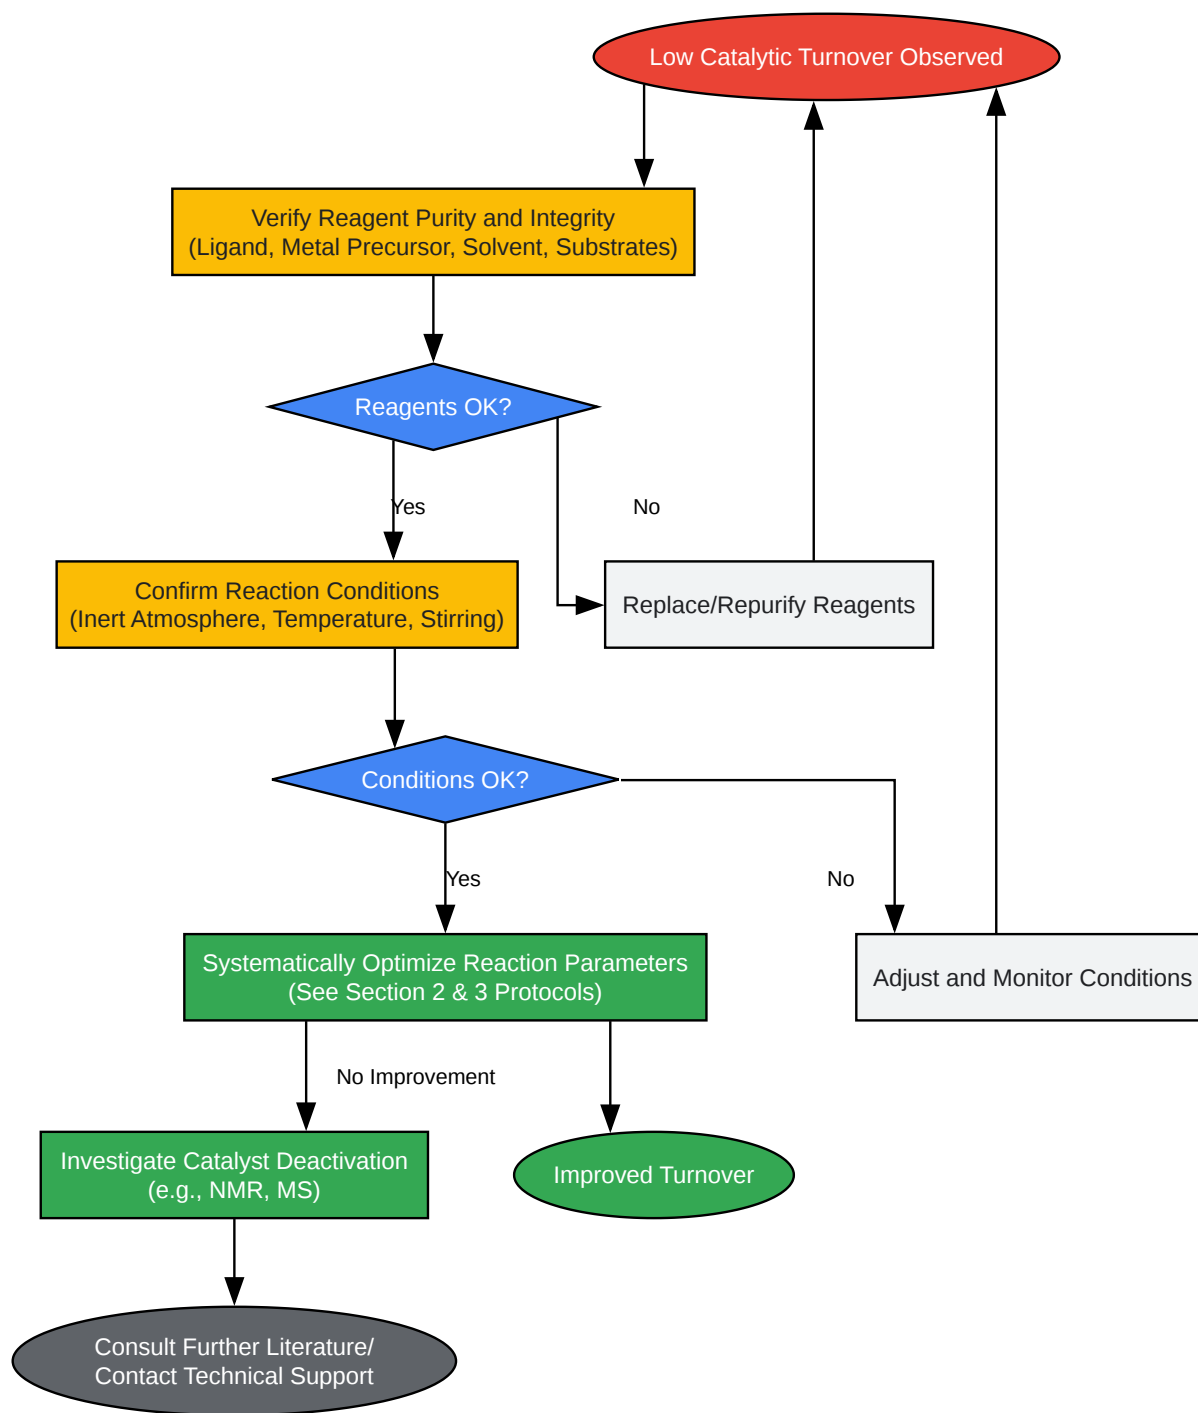 Low Catalytic Turnover Observed
Verify Reagent Purity and Integrity
(Ligand, Metal Precursor, Solvent, Substrates)
Reagents OK?
Yes
No
Confirm Reaction Conditions
(Inert Atmosphere, Temperature, Stirring)
Replace/Repurify Reagents
Conditions OK?
Yes
No
Systematically Optimize Reaction Parameters
(See Section 2 & 3 Protocols)
Adjust and Monitor Conditions
No Improvement
Investigate Catalyst Deactivation
(e.g., NMR, MS)
Improved Turnover
Consult Further Literature/
Contact Technical Support